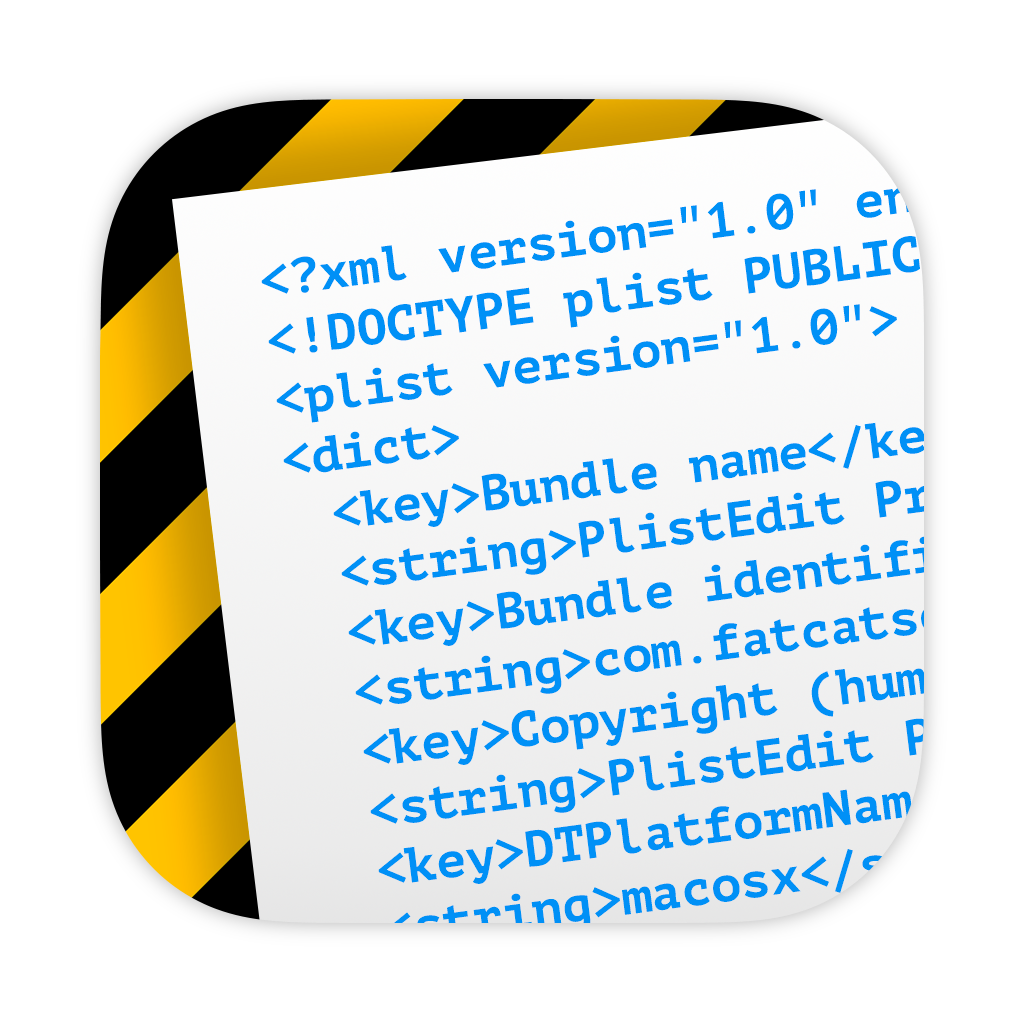 <?xml version="1.0" en
<!DOCTYPE plist PUBLIC
<plist version="1.0">
<dict>
<key>Bundle name</ke
<string>PlistEdit Pr
<key>Bundle identifi
<string>com.fatcatso
<key>Copyright (hum
<string>PlistEdit P
<key>DTPlatformNam
<string>macosx</s